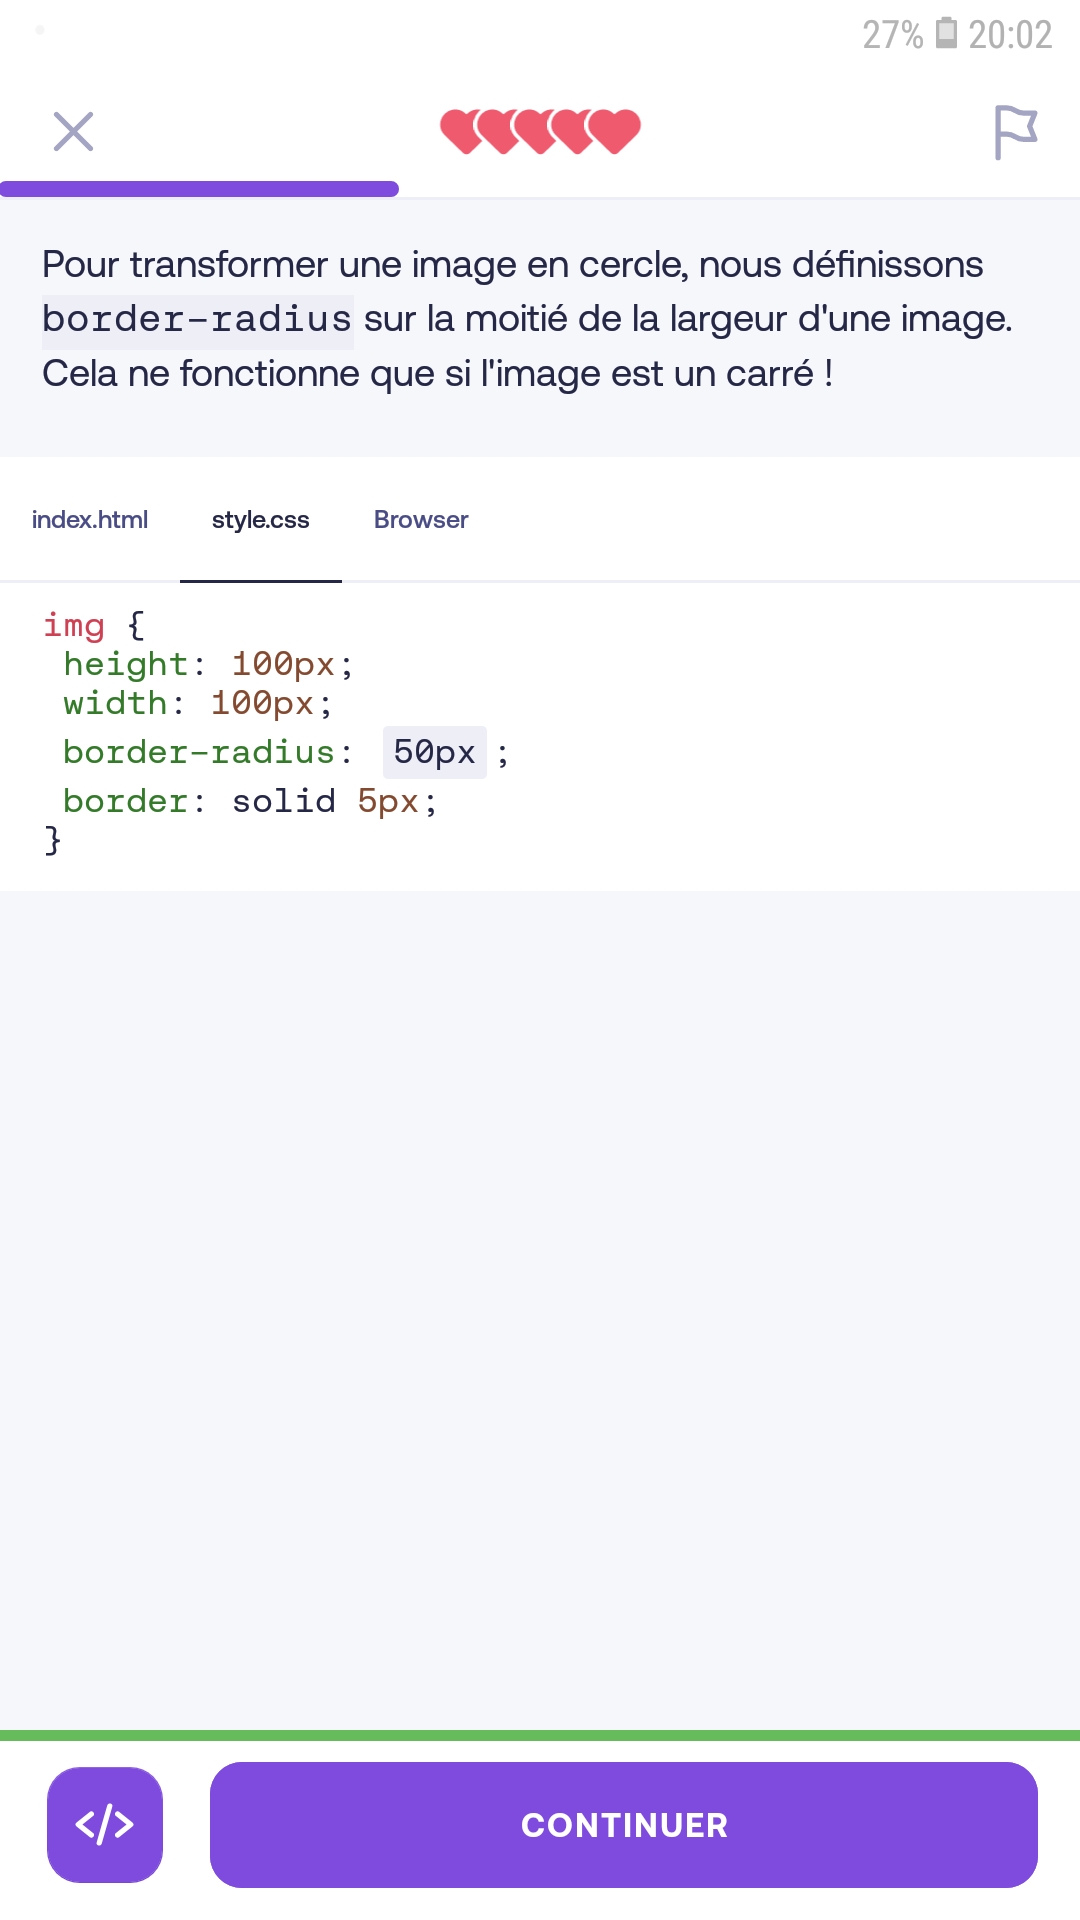 27% 20:02
Pour transformer une image en cercle, nous définissons
border-radius sur la moitié de la largeur d'une image.
Cela ne fonctionne que si l'image est un carré !
index.html style.css Browser
img {
 height: 100px;
 width: 100px;
 border-radius: 50px ;
 border: solid 5px;
}
</> CONTINUER